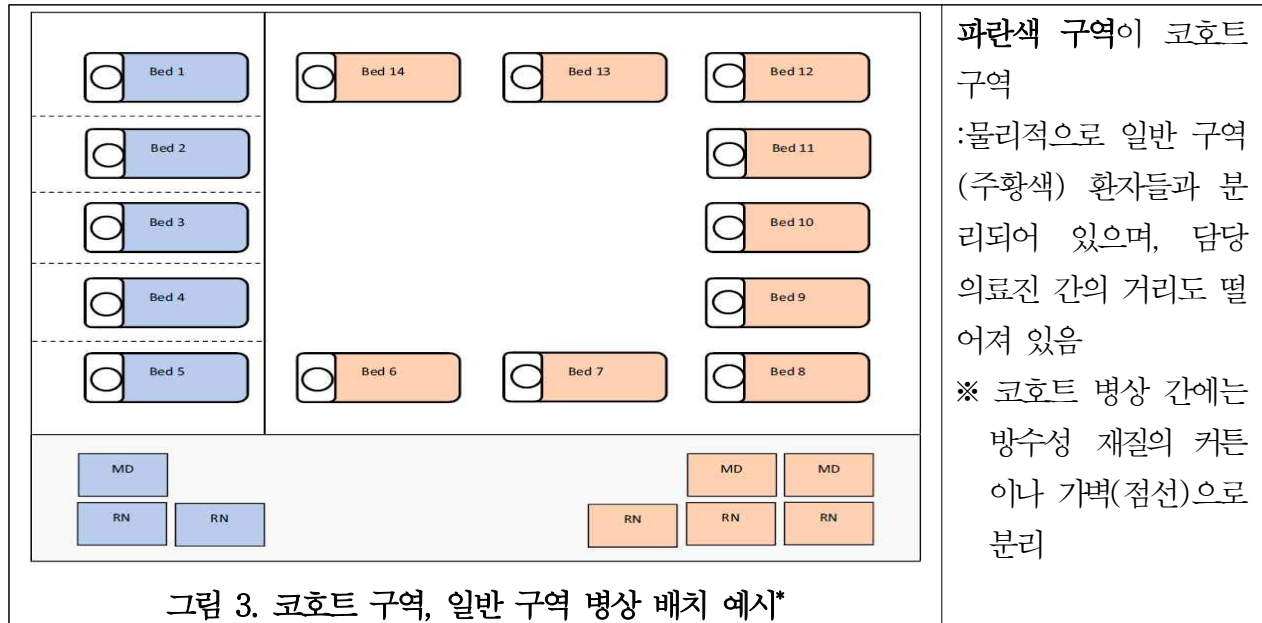 Bed 1
Bed 14
Bed 13
Bed 12
Bed 2
Bed 11
Bed 3
Bed 10
Bed 4
Bed 9
Bed 5
Bed 6
Bed 7
Bed 8
MD
MD
MD
RN
RN
RN
RN
RN
그림 3. 코호트 구역, 일반 구역 병상 배치 예시*
파란색 구역이 코호트
구역
:물리적으로 일반 구역
(주황색) 환자들과 분
리되어 있으며, 담당
의료진 간의 거리도 떨
어져 있음
※ 코호트 병상 간에는
방수성 재질의 커튼
이나 가벽(점선)으로
분리